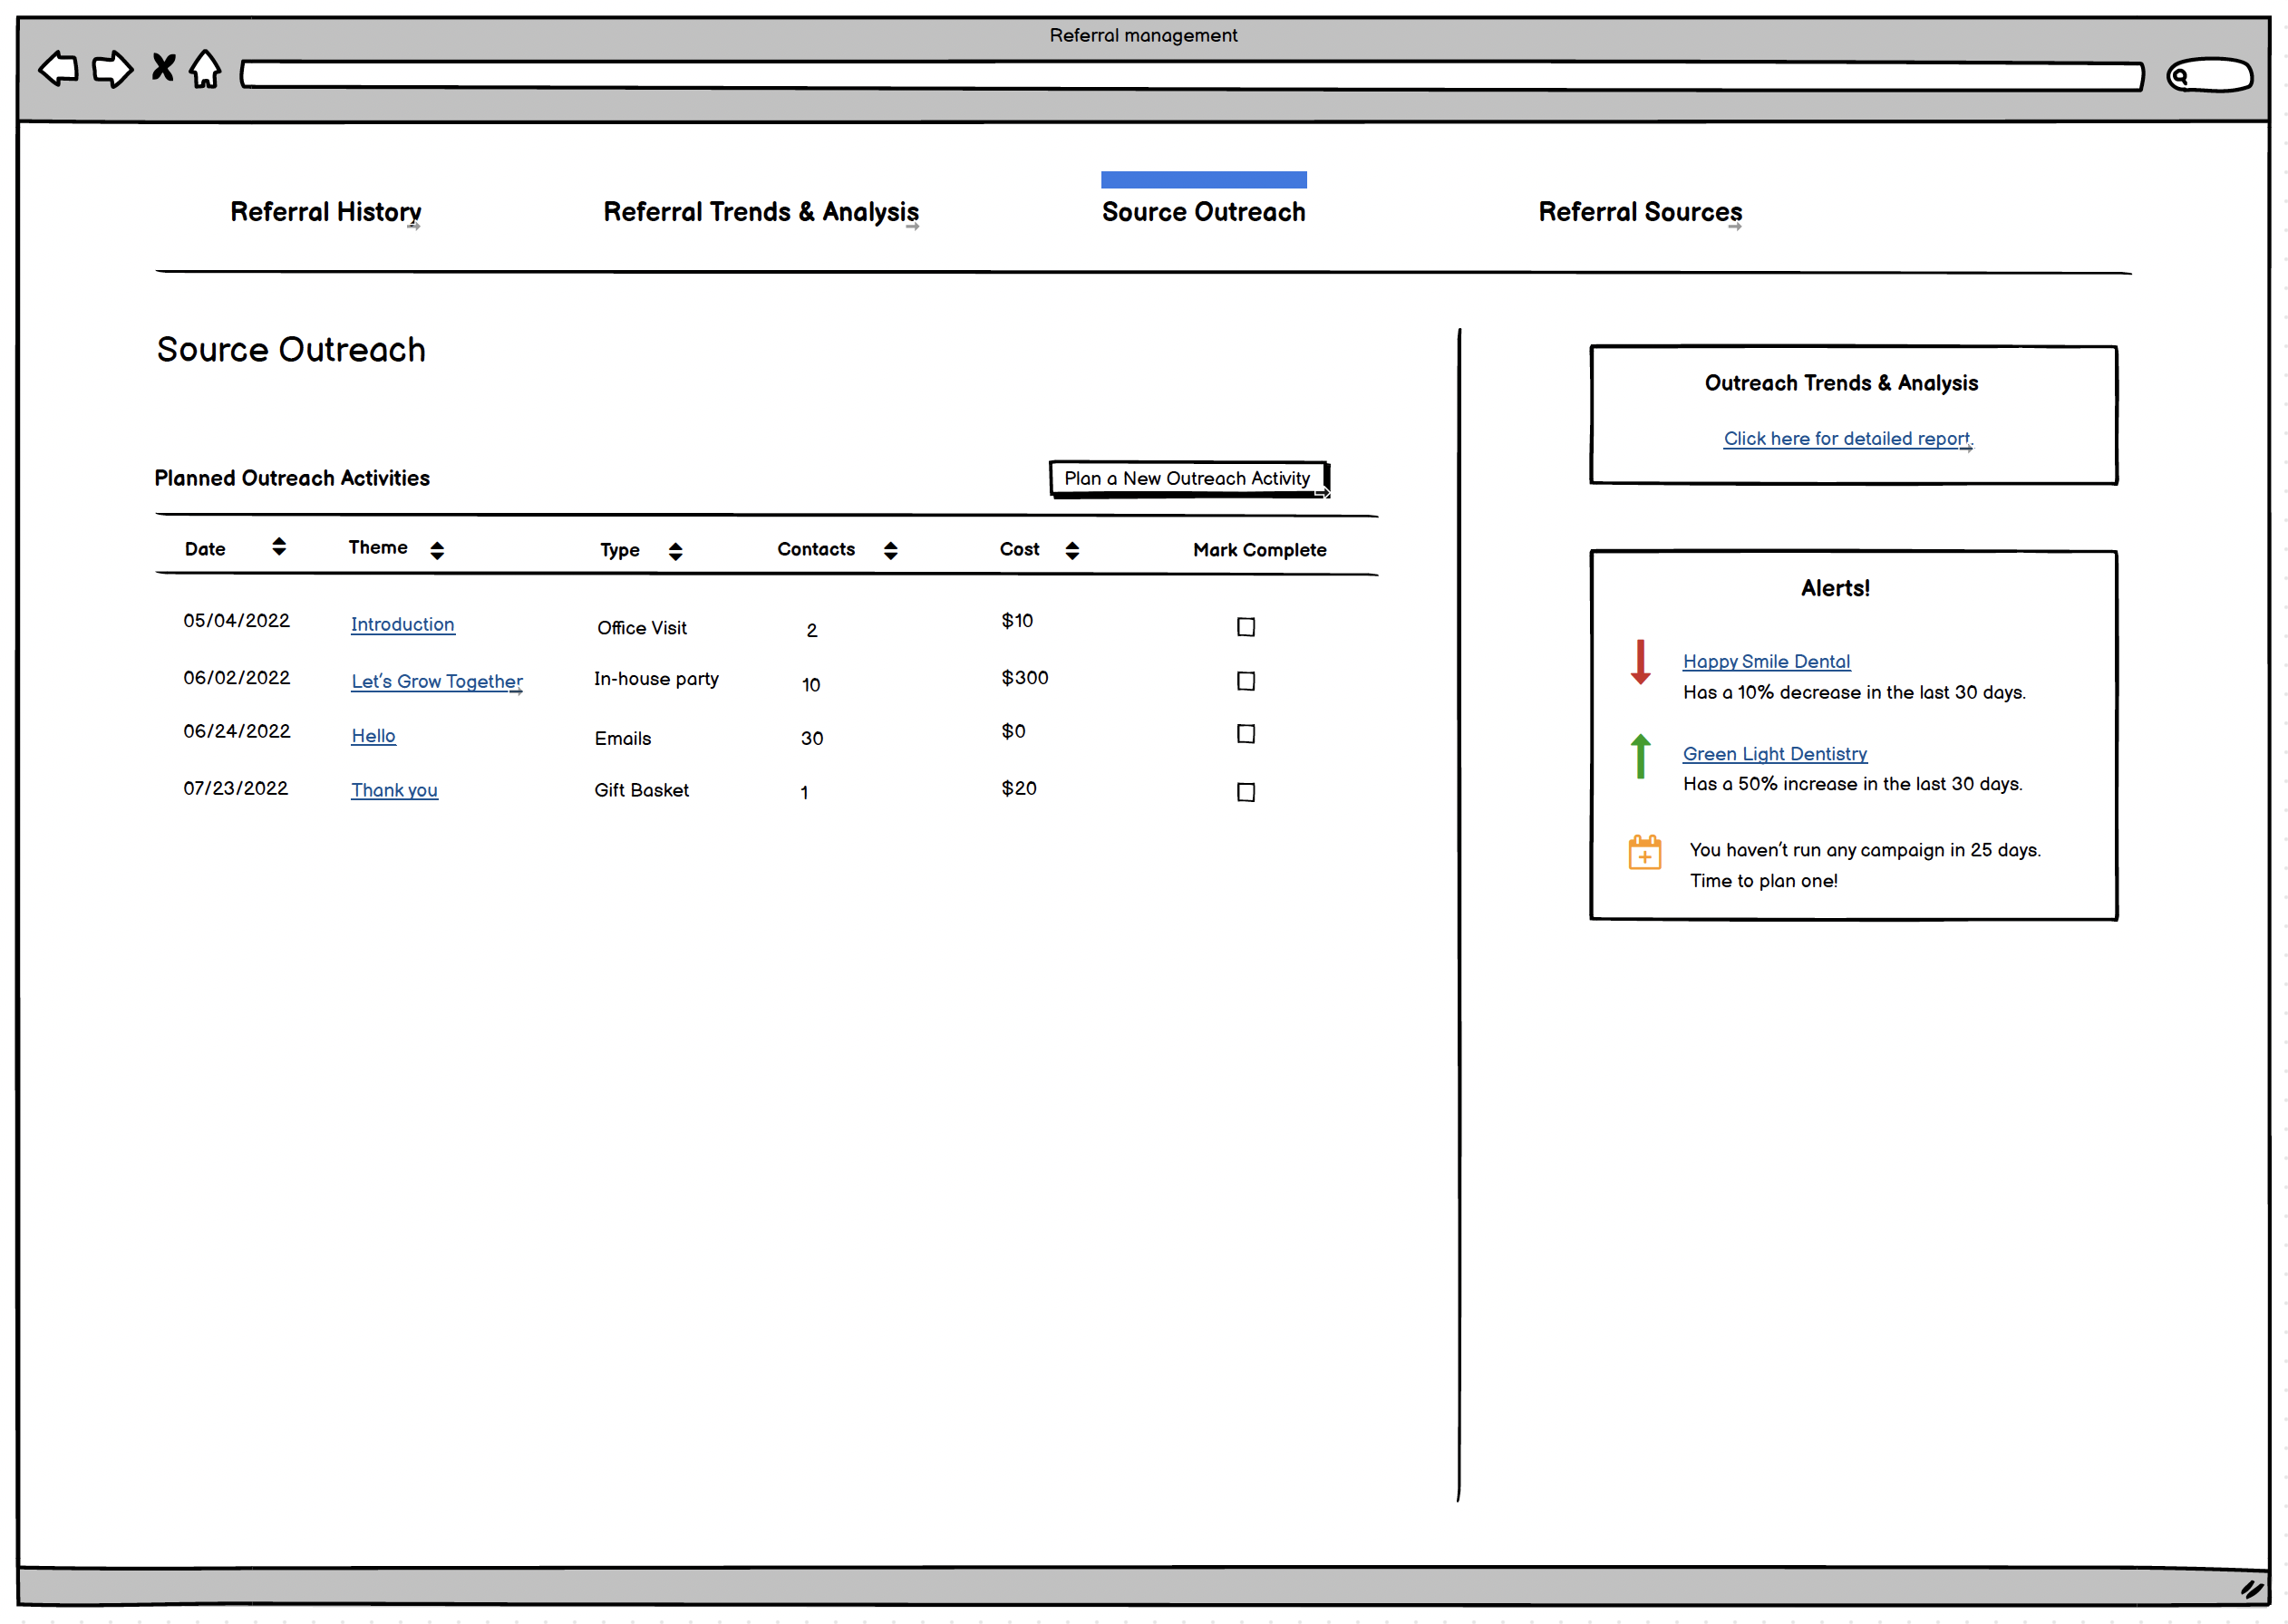 Referral management
Referral History
Referral Trends & Analysis
Source Outreach
Referral Sources
Source Outreach
Planned Outreach Activities
Plan a New Outreach Activity
Date Theme Type Contacts Cost Mark Complete
05/04/2022 Introduction Office Visit 2 $10
06/02/2022 Let's Grow Together In-house party 10 $300
06/24/2022 Hello Emails 30 $0
07/23/2022 Thank you Gift Basket 1 $20
Outreach Trends & Analysis
Click here for detailed report.
Alerts!
Happy Smile Dental
Has a 10% decrease in the last 30 days.
Green Light Dentistry
Has a 50% increase in the last 30 days.
You haven't run any campaign in 25 days.
Time to plan one!